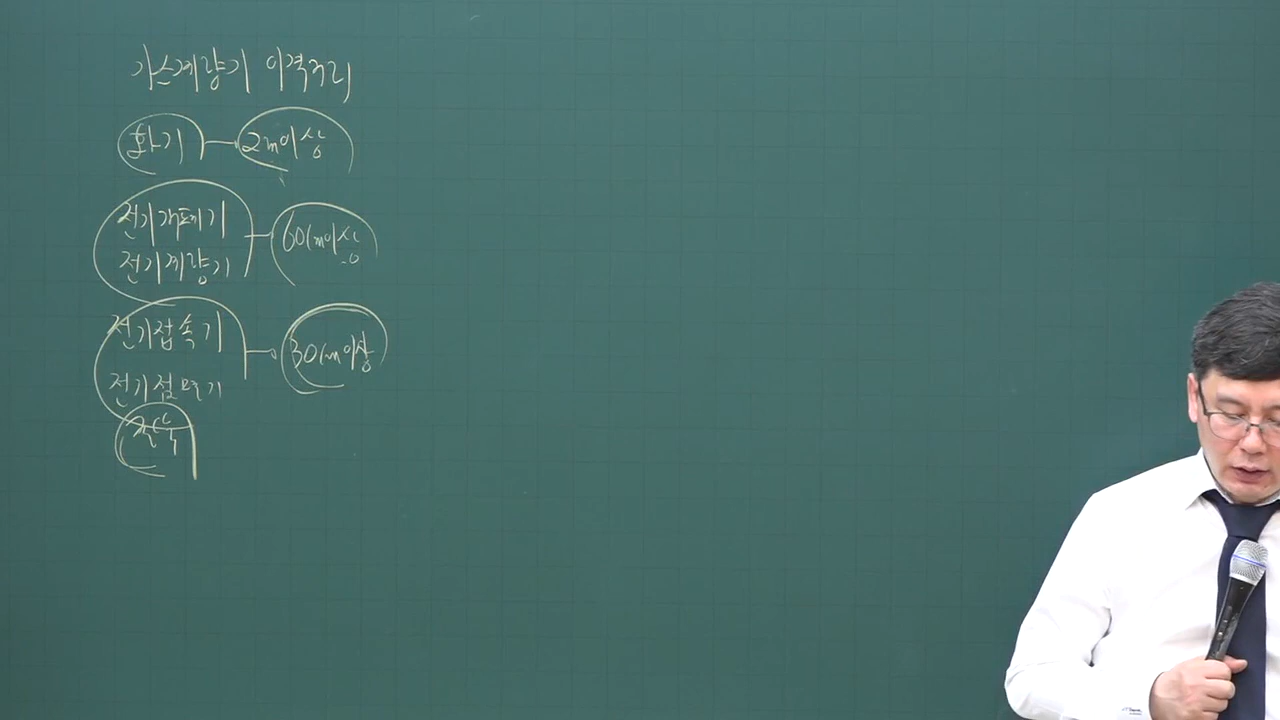 가스계량기 이격거리
화기 2m이상
전기개폐기
전기계량기 60cm이상
전기접속기 30cm이상
전기점멸기